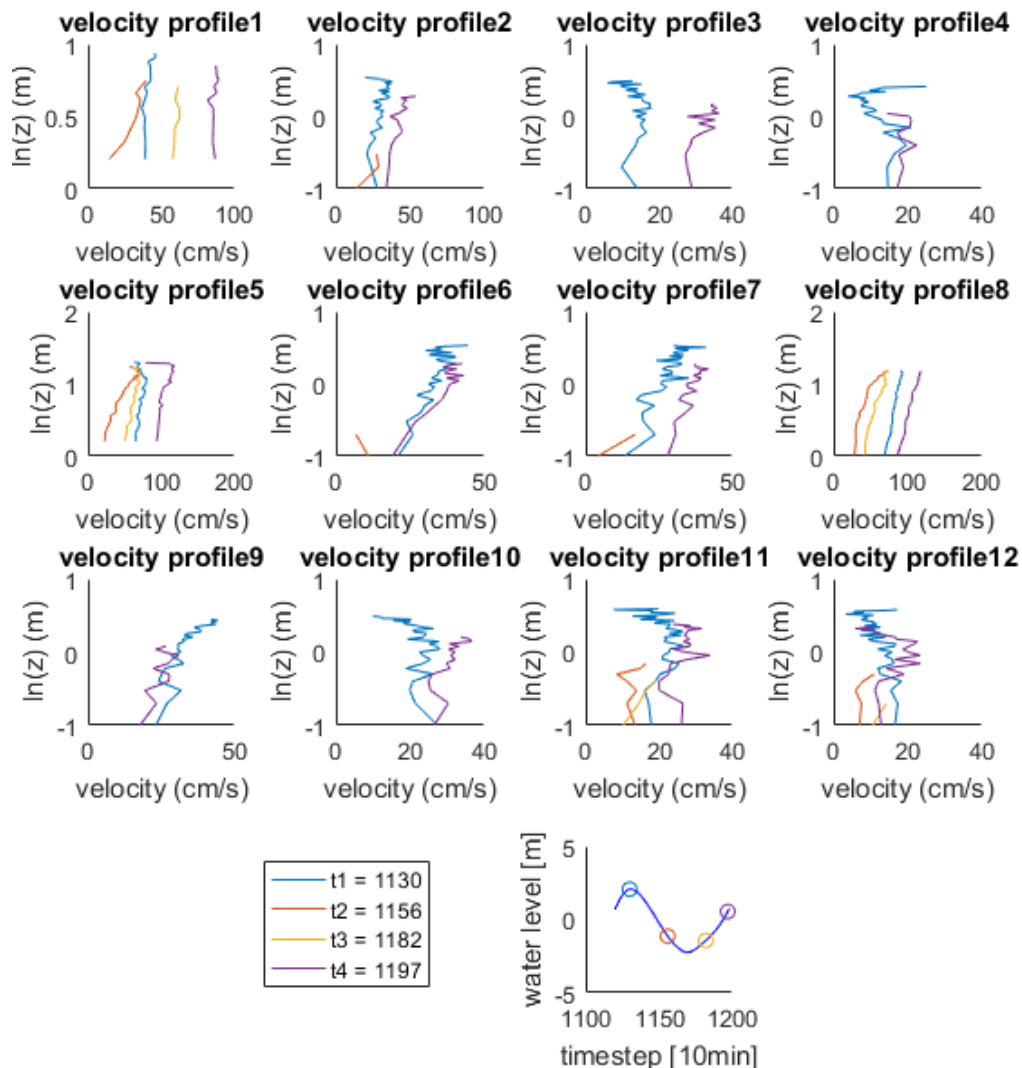 velocity profile1
velocity profile2
velocity profile3
velocity profile4
ln(z) (m)
1
0.5
0
0 50 100
velocity (cm/s)
ln(z) (m)
1
0
-1
0 50 100
velocity (cm/s)
ln(z) (m)
1
0
-1
0 20 40
velocity (cm/s)
ln(z) (m)
1
0
-1
0 20 40
velocity (cm/s)
velocity profile5
velocity profile6
velocity profile7
velocity profile8
ln(z) (m)
2
1
0
0 100 200
velocity (cm/s)
ln(z) (m)
1
0
-1
0 50
velocity (cm/s)
ln(z) (m)
1
0
-1
0 20 40
velocity (cm/s)
ln(z) (m)
2
1
0
0 100 200
velocity (cm/s)
velocity profile9
velocity profile10
velocity profile11
velocity profile12
ln(z) (m)
1
0
-1
0 50
velocity (cm/s)
ln(z) (m)
1
0
-1
0 20 40
velocity (cm/s)
ln(z) (m)
1
0
-1
0 20 40
velocity (cm/s)
ln(z) (m)
1
0
-1
0 20 40
velocity (cm/s)
t1 = 1130
t2 = 1156
t3 = 1182
t4 = 1197
water level [m]
5
0
-5
1100 1150 1200
timestep [10min]